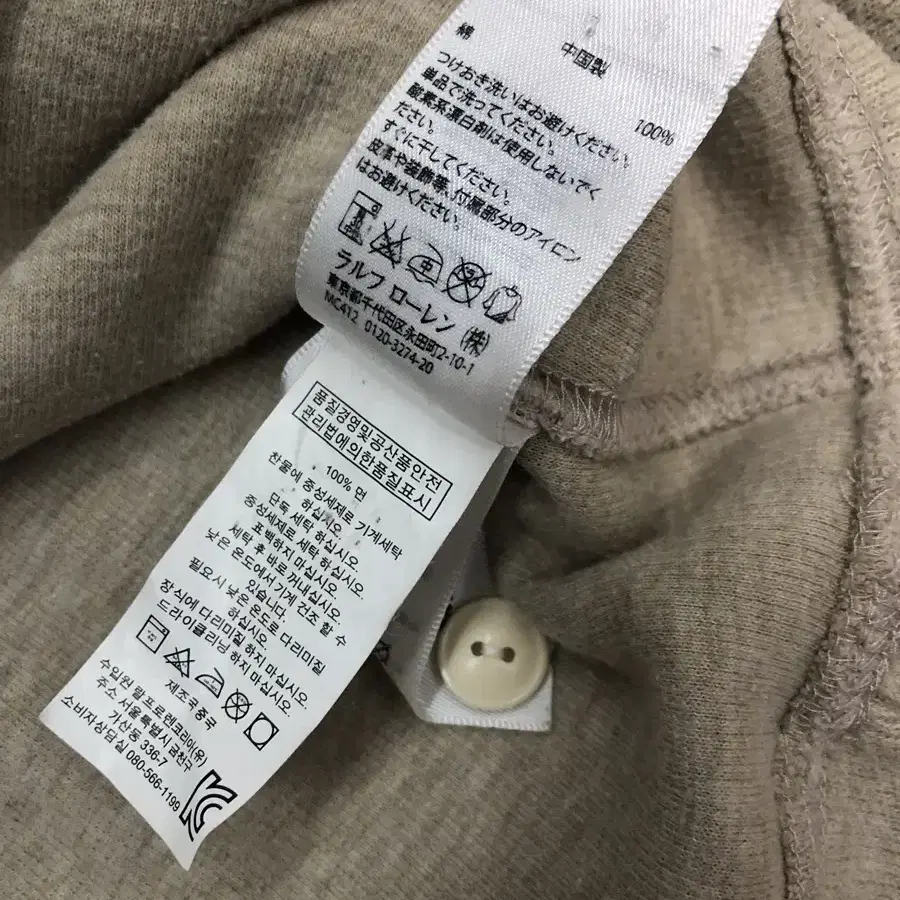 綿 100%
中国製
つけおき洗いはお避けください。
単品で洗ってください。
酸素系漂白剤は使用しないでく
ださい。
すぐに干してください。
皮革や装飾等、付属部分のアイロン
はお避けください。
ラルフ ローレン (株)
東京都千代田区永田町2-10-1
MC412 0120-3274-20
품질경영및공산품안전
관리법에의한품질표시
100% 면
찬물에 중성세제로 기계세탁
하십시오.
단독 세탁 하십시오.
중성세제로 세탁 하십시오.
표백하지 마십시오.
세탁 후 바로꺼내십시오.
낮은 온도에서 기계 건조 할 수
있습니다.
필요시 낮은 온도로 다리미질
하십시오.
장식에 다리미질 하지 마십시오.
드라이클리닝 하지 마십시오.
제조국:중국
수입원 랄프로렌코리아(유)
주소 서울특별시 금천구
가산동 336-7
소비자상담실 080-566-1199